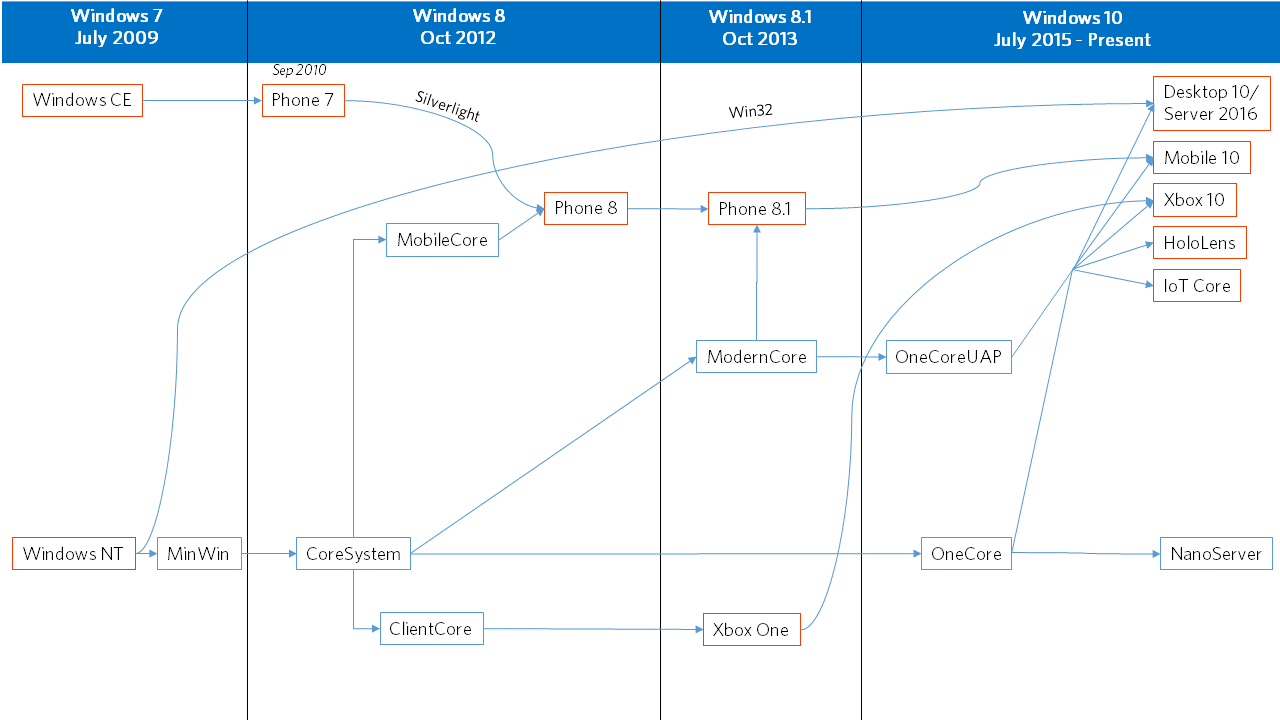 Windows 7
July 2009
Windows 8
Oct 2012
Windows 8.1
Oct 2013
Windows 10
July 2015 - Present
Sep 2010
Windows CE
Phone 7
Silverlight
Win32
Desktop 10/
Server 2016
Mobile 10
Phone 8
Phone 8.1
Xbox 10
MobileCore
HoloLens
IoT Core
ModernCore
OneCoreUAP
Windows NT
MinWin
CoreSystem
OneCore
NanoServer
ClientCore
Xbox One